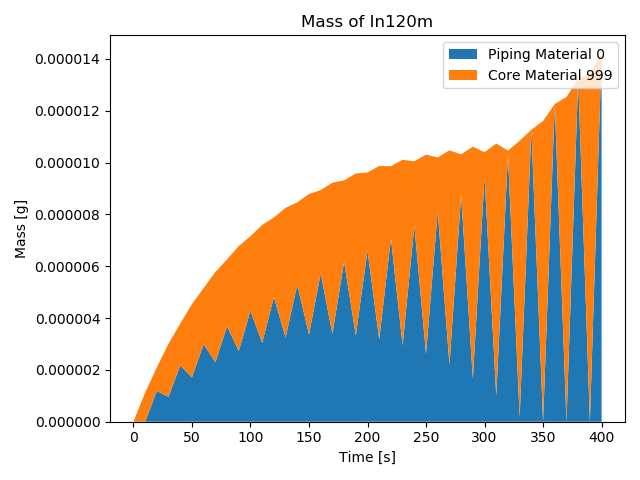 Mass of In120m
Piping Material 0
Core Material 999
Mass [g]
0.000014
0.000012
0.000010
0.000008
0.000006
0.000004
0.000002
0.000000
0 50 100 150 200 250 300 350 400
Time [s]